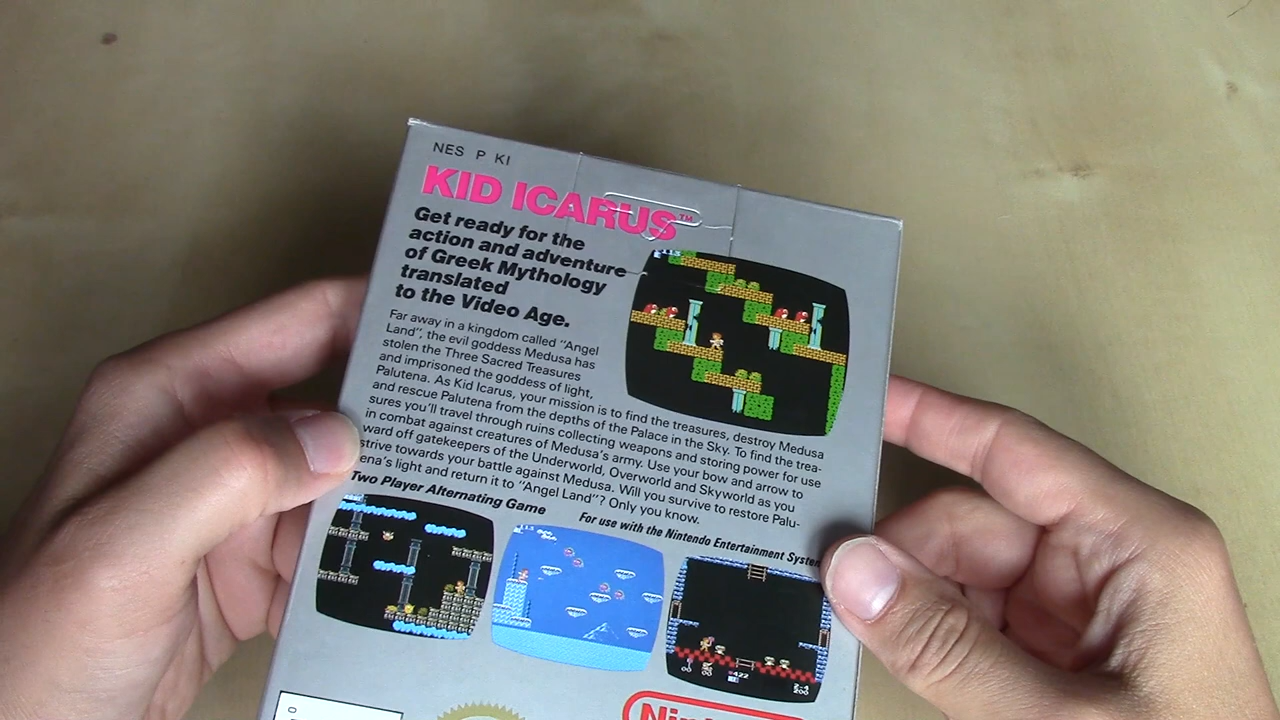 NES P KI
KID ICARUS™
Get ready for the
action and adventure
of Greek Mythology
translated
to the Video Age.
Far away in a kingdom called "Angel
Land", the evil goddess Medusa has
stolen the Three Sacred Treasures
and imprisoned the goddess of light,
Palutena. As Kid Icarus, your mission is to find the treasures, destroy Medusa
and rescue Palutena from the depths of the Palace in the Sky. To find the trea-
sures you'll travel through ruins collecting weapons and storing power for use
in combat against creatures of Medusa's army. Use your bow and arrow to
ward off gatekeepers of the Underworld, Overworld and Skyworld as you
strive towards your battle against Medusa. Will you survive to restore Palu-
ena's light and return it to "Angel Land"? Only you know.
Two Player Alternating Game
For use with the Nintendo Entertainment System
422
2-4